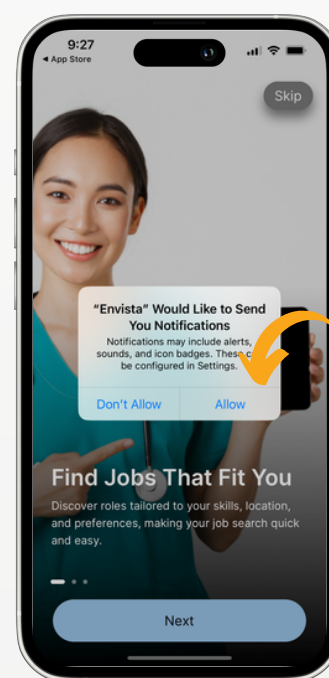 9:27
App Store
Skip
“Envista” Would Like to Send
You Notifications
Notifications may include alerts,
sounds, and icon badges. These
be configured in Settings.
Don’t Allow
Allow
Find Jobs That Fit You
Discover roles tailored to your skills, location,
and preferences, making your job search quick
and easy.
Next